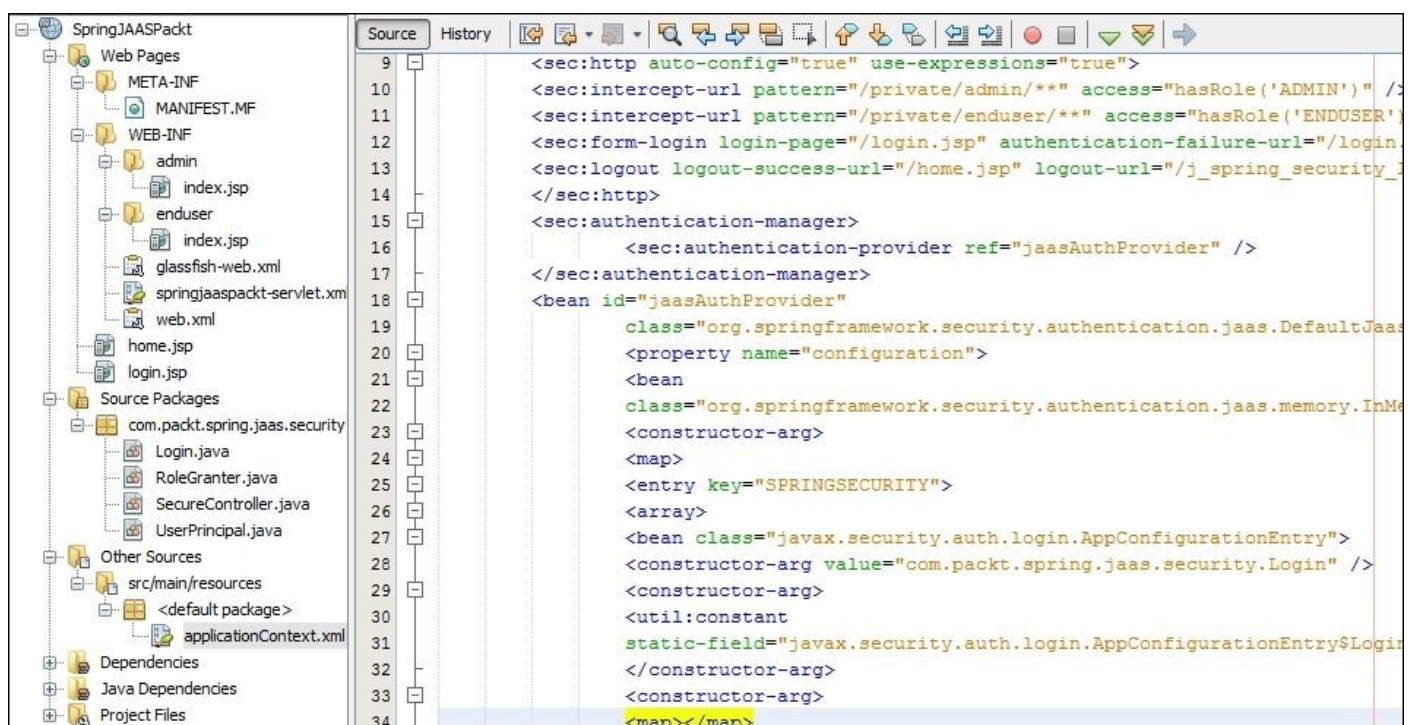 SpringJAASPackt
Web Pages
META-INF
MANIFEST.MF
WEB-INF
admin
index.jsp
enduser
index.jsp
glassfish-web.xml
springjaaspackt-servlet.xm
web.xml
home.jsp
login.jsp
Source Packages
com.packt.spring.jaas.security
Login.java
RoleGranter.java
SecureController.java
UserPrincipal.java
Other Sources
src/main/resources
<default package>
applicationContext.xml
Dependencies
Java Dependencies
Project Files
Source History
9 <sec:http auto-config="true" use-expressions="true">
10 <sec:intercept-url pattern="/private/admin/**" access="hasRole('ADMIN')" />
11 <sec:intercept-url pattern="/private/enduser/**" access="hasRole('ENDUSER')
12 <sec:form-login login-page="/login.jsp" authentication-failure-url="/login.
13 <sec:logout logout-success-url="/home.jsp" logout-url="/j_spring_security_l
14 </sec:http>
15 <sec:authentication-manager>
16 <sec:authentication-provider ref="jaasAuthProvider" />
17 </sec:authentication-manager>
18 <bean id="jaasAuthProvider"
19 class="org.springframework.security.authentication.jaas.DefaultJaas
20 <property name="configuration">
21 <bean
22 class="org.springframework.security.authentication.jaas.memory.InMe
23 <constructor-arg>
24 <map>
25 <entry key="SPRINGSECURITY">
26 <array>
27 <bean class="javax.security.auth.login.AppConfigurationEntry">
28 <constructor-arg value="com.packt.spring.jaas.security.Login" />
29 <constructor-arg>
30 <util:constant
31 static-field="javax.security.auth.login.AppConfigurationEntry$Login
32 </constructor-arg>
33 <constructor-arg>
34 <map></map>